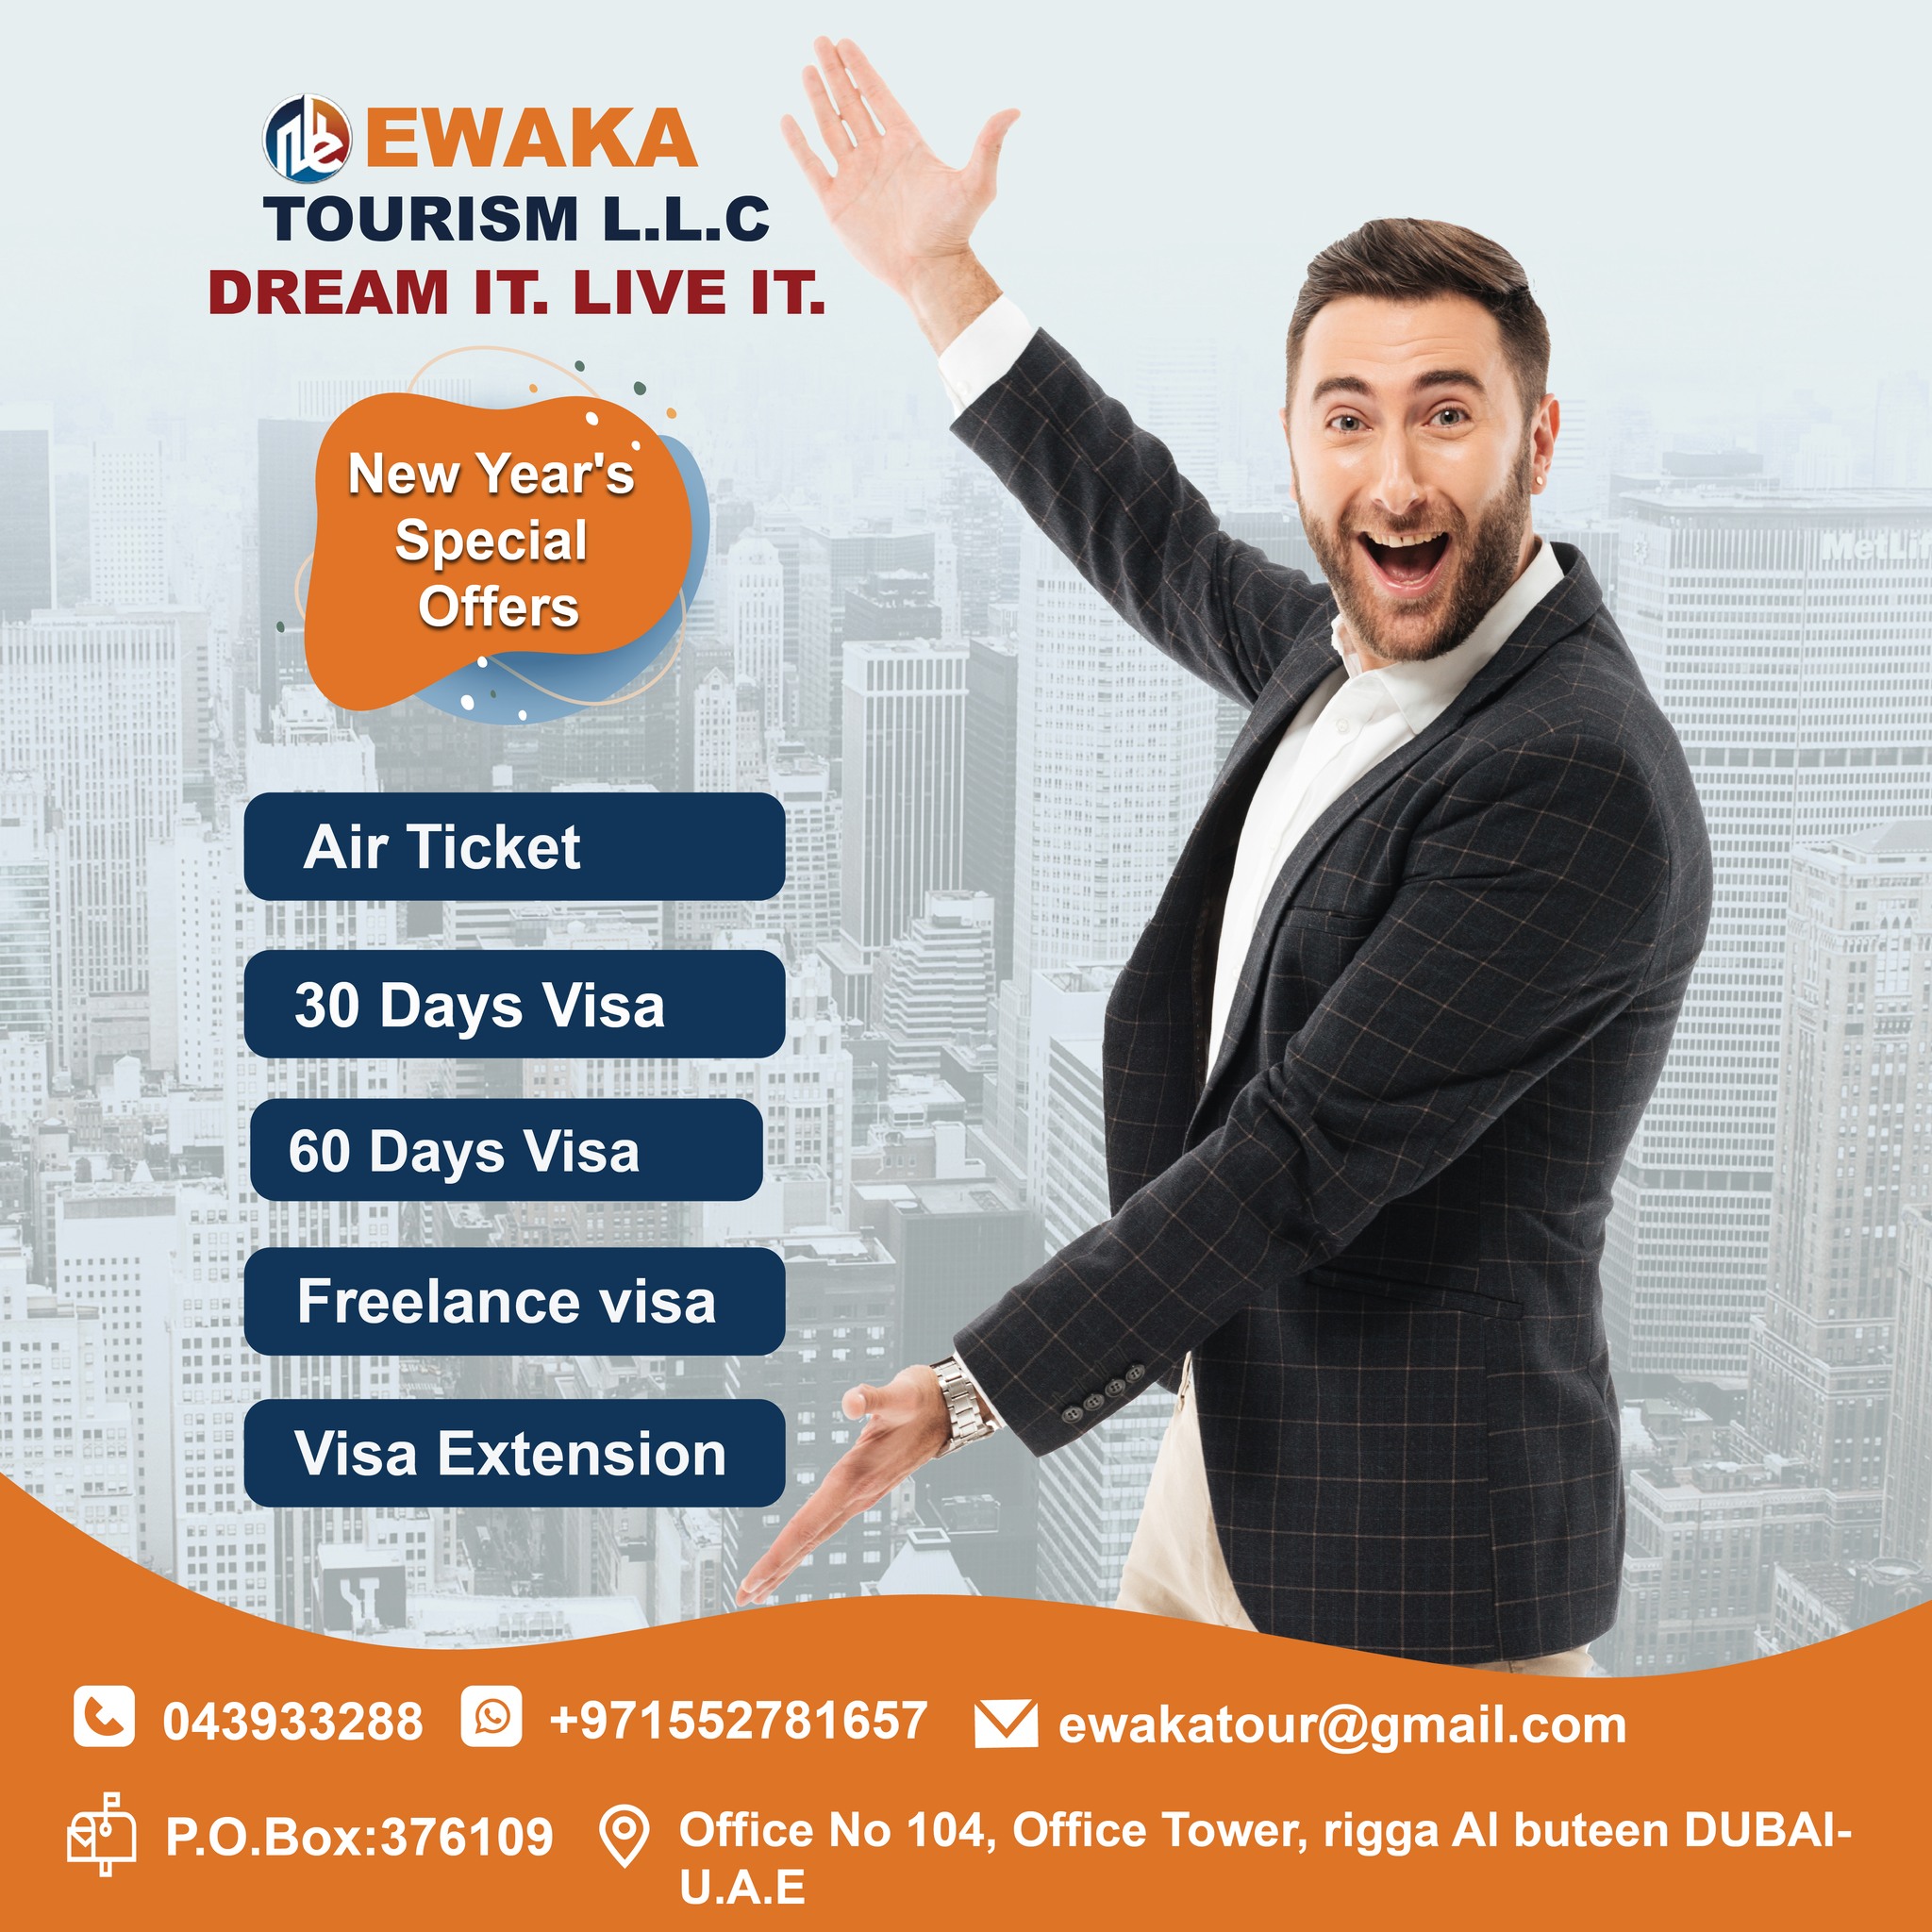 EWAKA
TOURISM L.L.C
DREAM IT. LIVE IT.
New Year's
Special
Offers
Air Ticket
30 Days Visa
60 Days Visa
Freelance visa
Visa Extension
043933288
+971552781657
ewakatour@gmail.com
P.O.Box:376109
Office No 104, Office Tower, rigga Al buteen DUBAI-
U.A.E